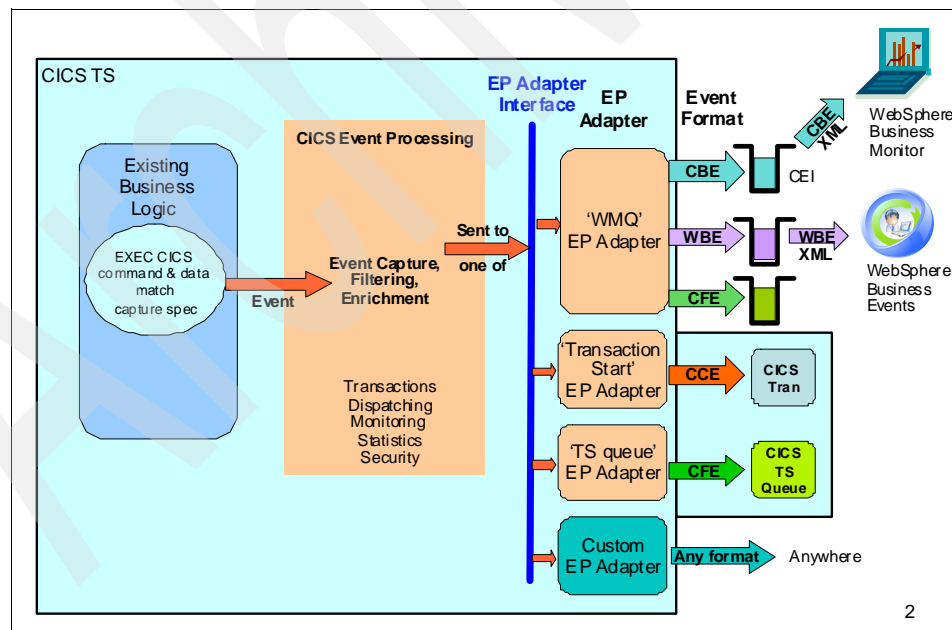 CICS TS
Existing
Business
Logic
EXEC CICS
command & data
match
capture spec
Event
CICS Event Processing
Event Capture,
Filtering,
Enrichment
Transactions
Dispatching
Monitoring
Statistics
Security
Sent to
one of
EP Adapter
Interface
EP
Adapter
Event
Format
'WMQ'
EP Adapter
CBE
CEI
CBE
XML
WebSphere
Business
Monitor
WBE
WBE
XML
WebSphere
Business
Events
CFE
'Transaction
Start'
EP Adapter
CCE
CICS
Tran
'TS queue'
EP Adapter
CFE
CICS
TS
Queue
Custom
EP Adapter
Any format
Anywhere
2